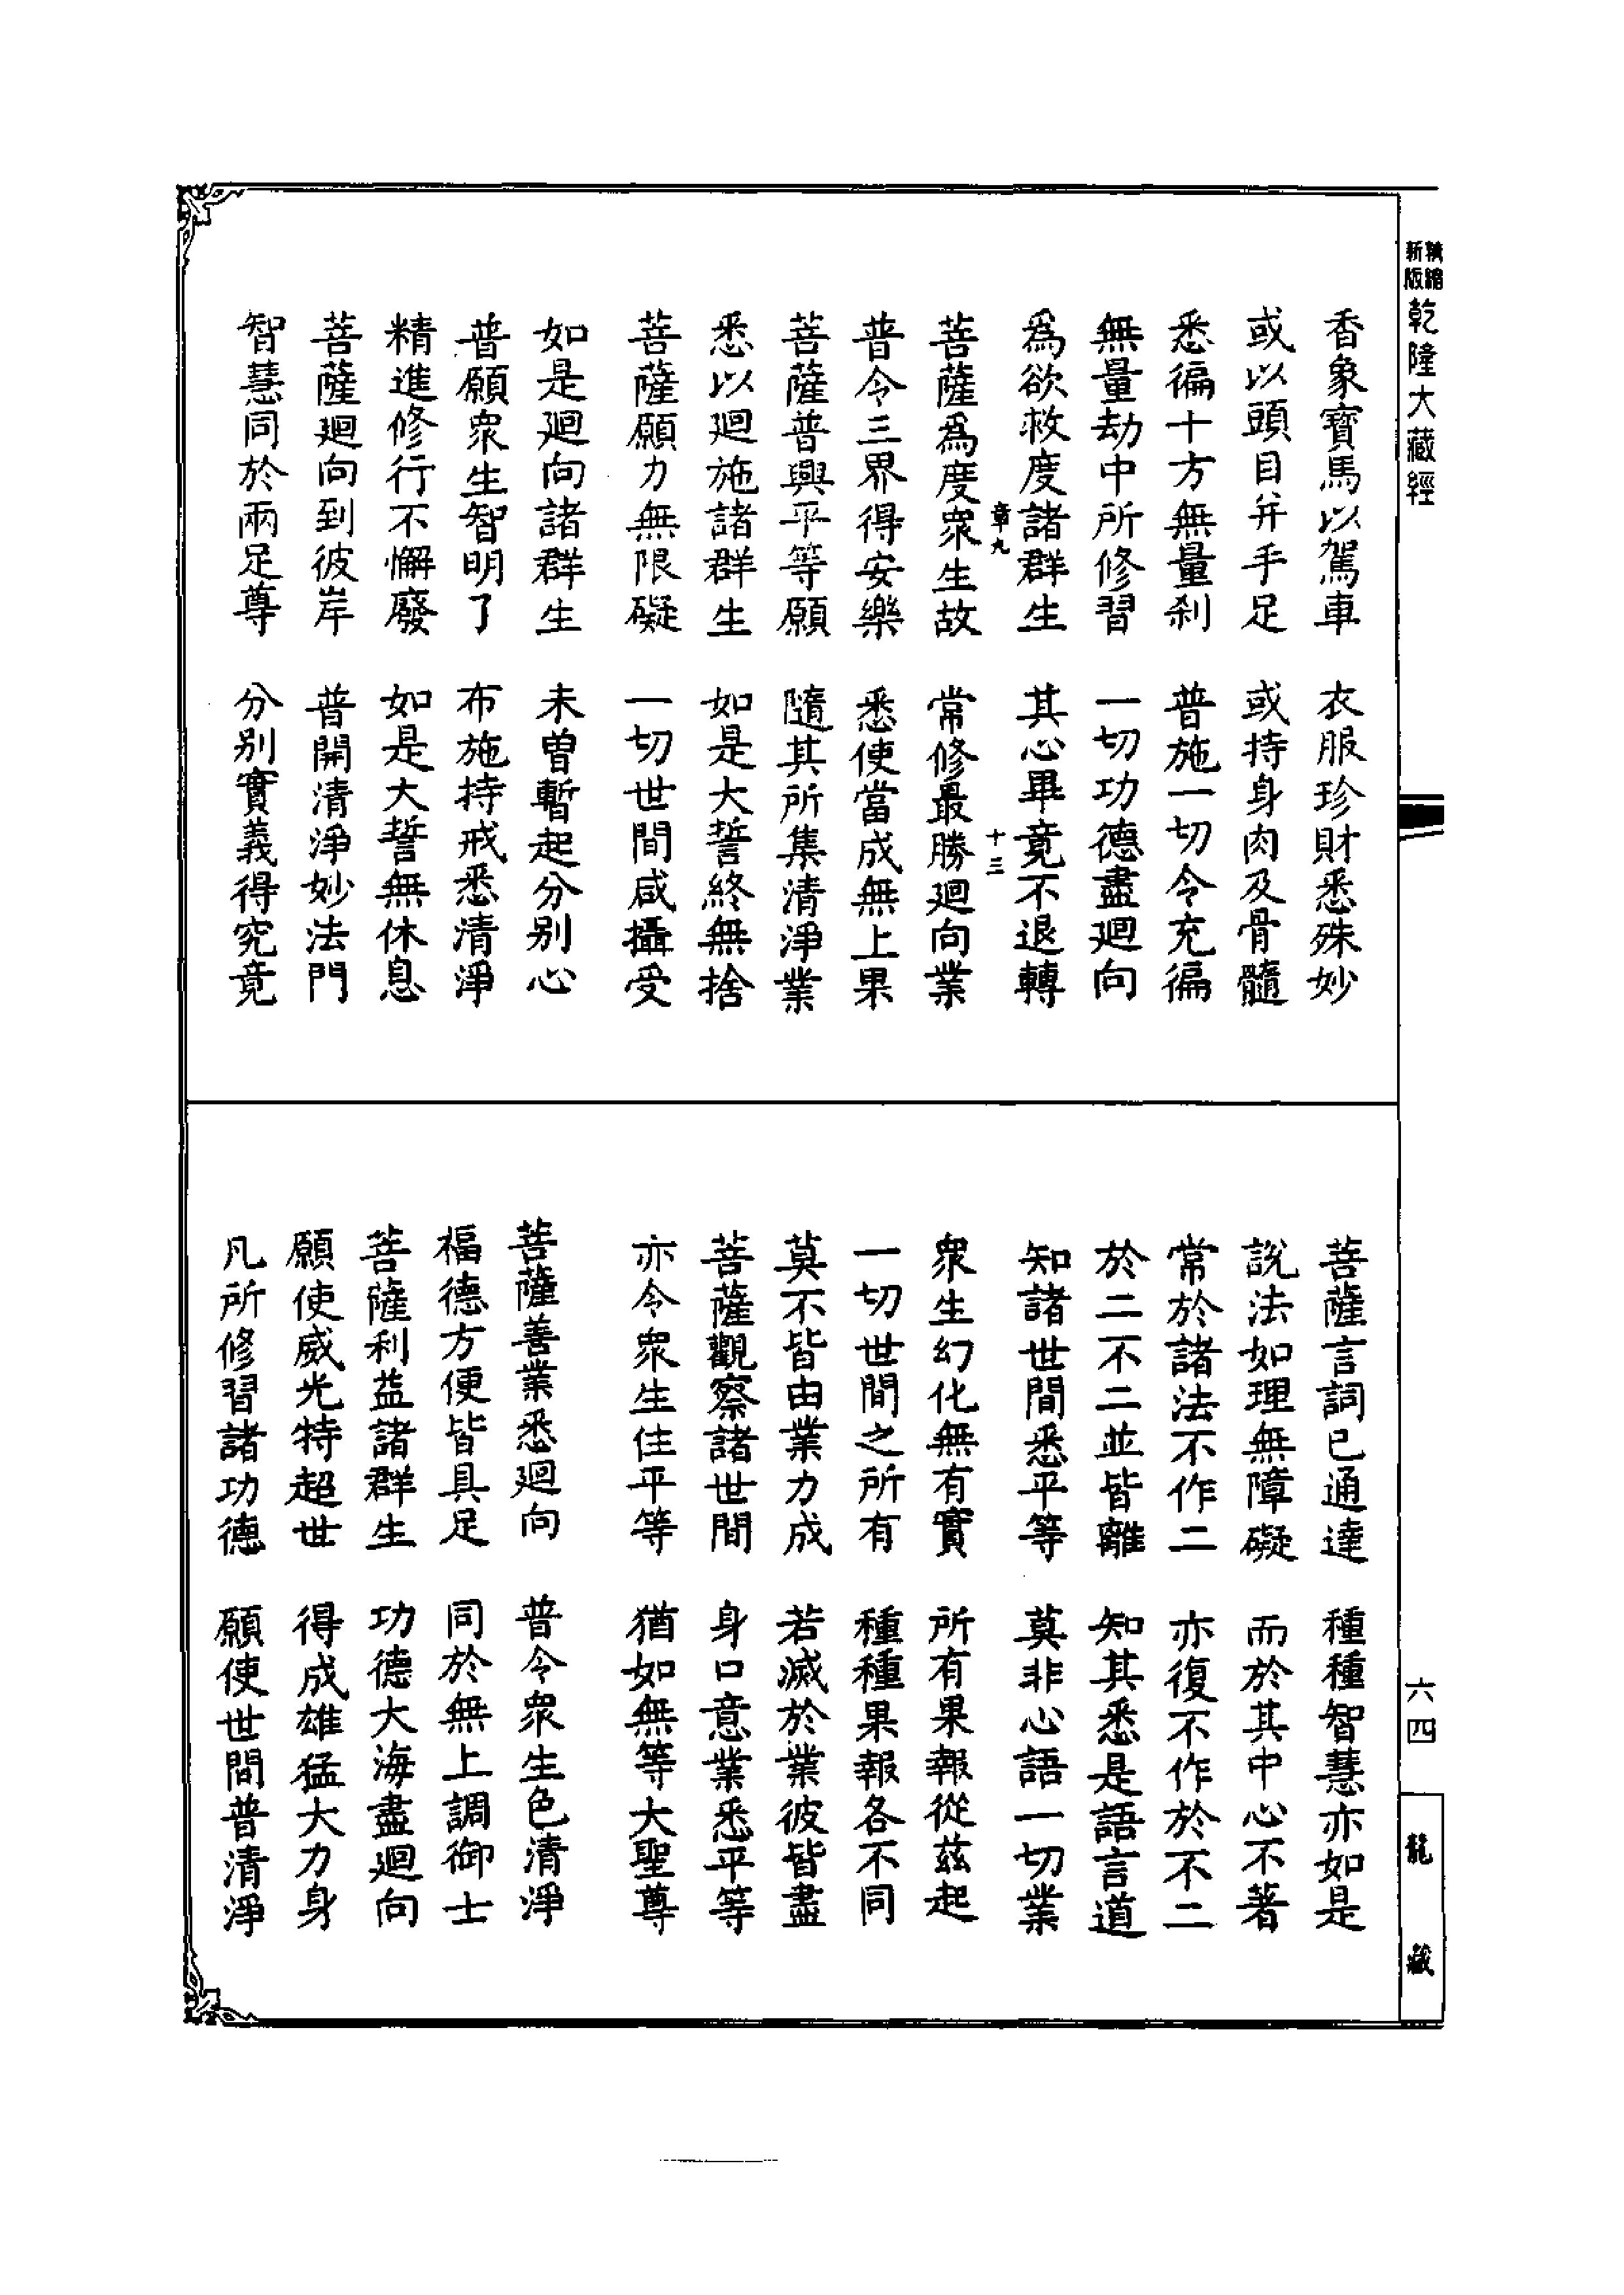 精縮
新版
乾隆大藏經
香象寶馬以駕車　衣服珍財悉殊妙
或以頭目并手足　或持身肉及骨髓
悉徧十方無量刹　普施一切令充徧
無量劫中所修習　一切功德盡廻向
爲欲救度諸群生　其心畢竟不退轉
章九　十三
菩薩爲度衆生故　常修最勝廻向業
普令三界得安樂　悉使當成無上果
菩薩普興平等願　隨其所集清淨業
悉以廻施諸群生　如是大誓終無捨
菩薩願力無限礙　一切世間咸攝受
如是廻向諸群生　未曾暫起分別心
普願衆生智明了　布施持戒悉清淨
精進修行不懈廢　如是大誓無休息
菩薩廻向到彼岸　普開清淨妙法門
智慧同於兩足尊　分別實義得究竟
菩薩言詞已通達　種種智慧亦如是
說法如理無障礙　而於其中心不著
常於諸法不作二　亦復不作於不二
於二不二並皆離　知其悉是語言道
知諸世間悉平等　莫非心語一切業
衆生幻化無有實　所有果報從茲起
一切世間之所有　種種果報各不同
莫不皆由業力成　若滅於業彼皆盡
菩薩觀察諸世間　身口意業悉平等
亦令衆生住平等　猶如無等大聖尊
菩薩善業悉廻向　普令衆生色清淨
福德方便皆具足　同於無上調御士
菩薩利益諸群生　功德大海盡廻向
願使威光特超世　得成雄猛大力身
凡所修習諸功德　願使世間普清淨
六四
龍藏